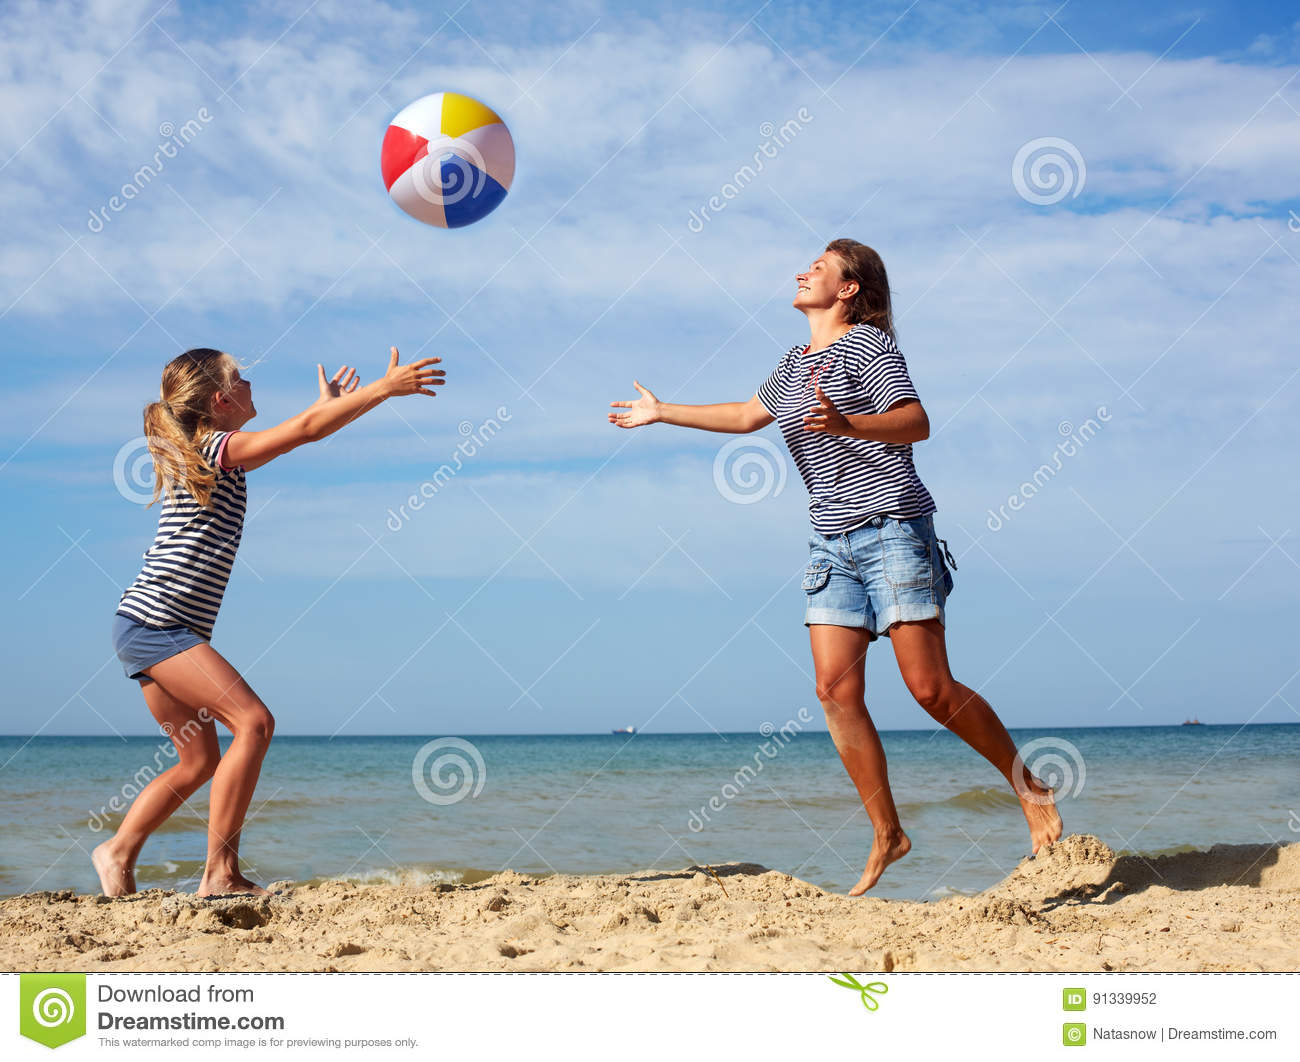 dreamstime
dreamstime
dreamstime
dreamstime
dreamstime
dreamstime
Download from
Dreamstime.com
This watermarked comp image is for previewing purposes only.
ID 91339952
© Natasnow | Dreamstime.com